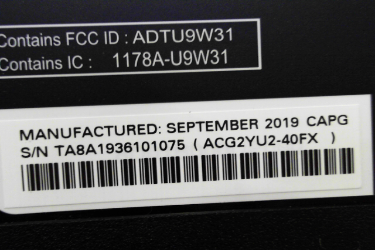 Contains FCC ID : ADTU9W31
Contains IC : 1178A-U9W31
MANUFACTURED: SEPTEMBER 2019 CAPG
S/N TA8A1936101075 ( ACG2YU2-40FX )